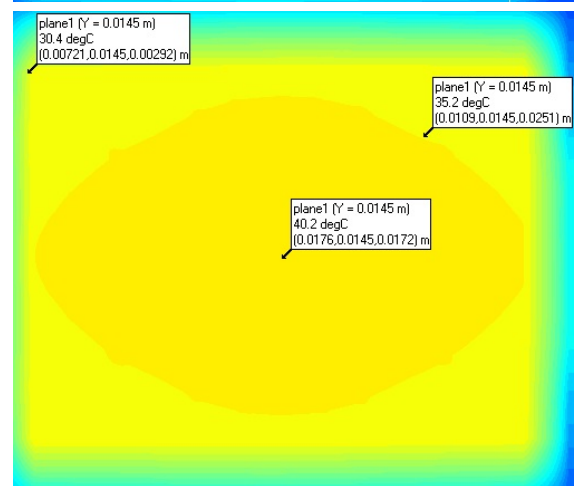 plane1 (Y = 0.0145 m)
30.4 degC
(0.00721,0.0145,0.00292) m
plane1 (Y = 0.0145 m)
35.2 degC
(0.0109,0.0145,0.0251) m
plane1 (Y = 0.0145 m)
40.2 degC
(0.0176,0.0145,0.0172) m